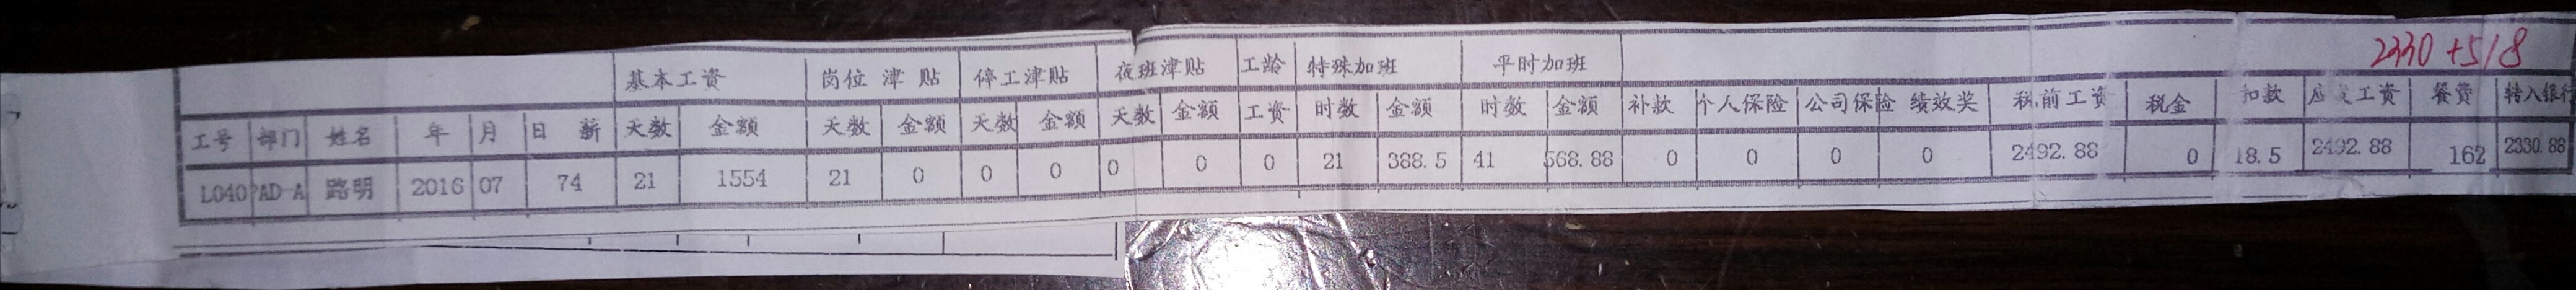 2330+518
基本工资 岗位 津 贴 停工津贴 夜班津贴 工龄 特殊加班 平时加班
工号 部门 姓名 年 月 日 薪 天数 金额 天数 金额 天数 金额 天数 金额 工资 时数 金额 时数 金额 补款 个人保险 公司保险 绩效奖 税前工资 税金 扣款 工资 餐费 转入银行
L040 AD-A 路明 2016 07 74 21 1554 21 0 0 0 0 0 0 21 388.5 41 568.88 0 0 0 0 2492.88 0 18.5 2492.88 162 2330.88